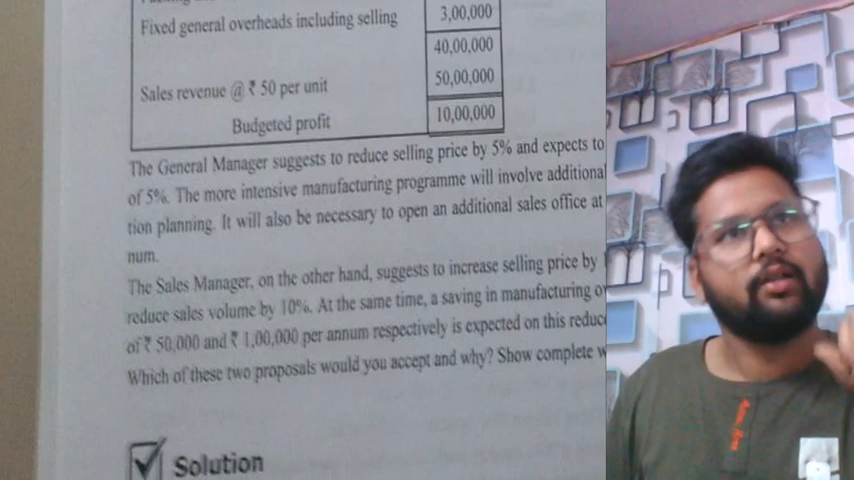 Fixed general overheads including selling 3,00,000
40,00,000
Sales revenue @ ₹ 50 per unit 50,00,000
Budgeted profit 10,00,000
The General Manager suggests to reduce selling price by 5% and expects to
of 5%. The more intensive manufacturing programme will involve additional
tion planning. It will also be necessary to open an additional sales office at
num.
The Sales Manager, on the other hand, suggests to increase selling price by
reduce sales volume by 10%. At the same time, a saving in manufacturing
of ₹ 50,000 and ₹ 1,00,000 per annum respectively is expected on this
Which of these two proposals would you accept and why? Show complete
Solution